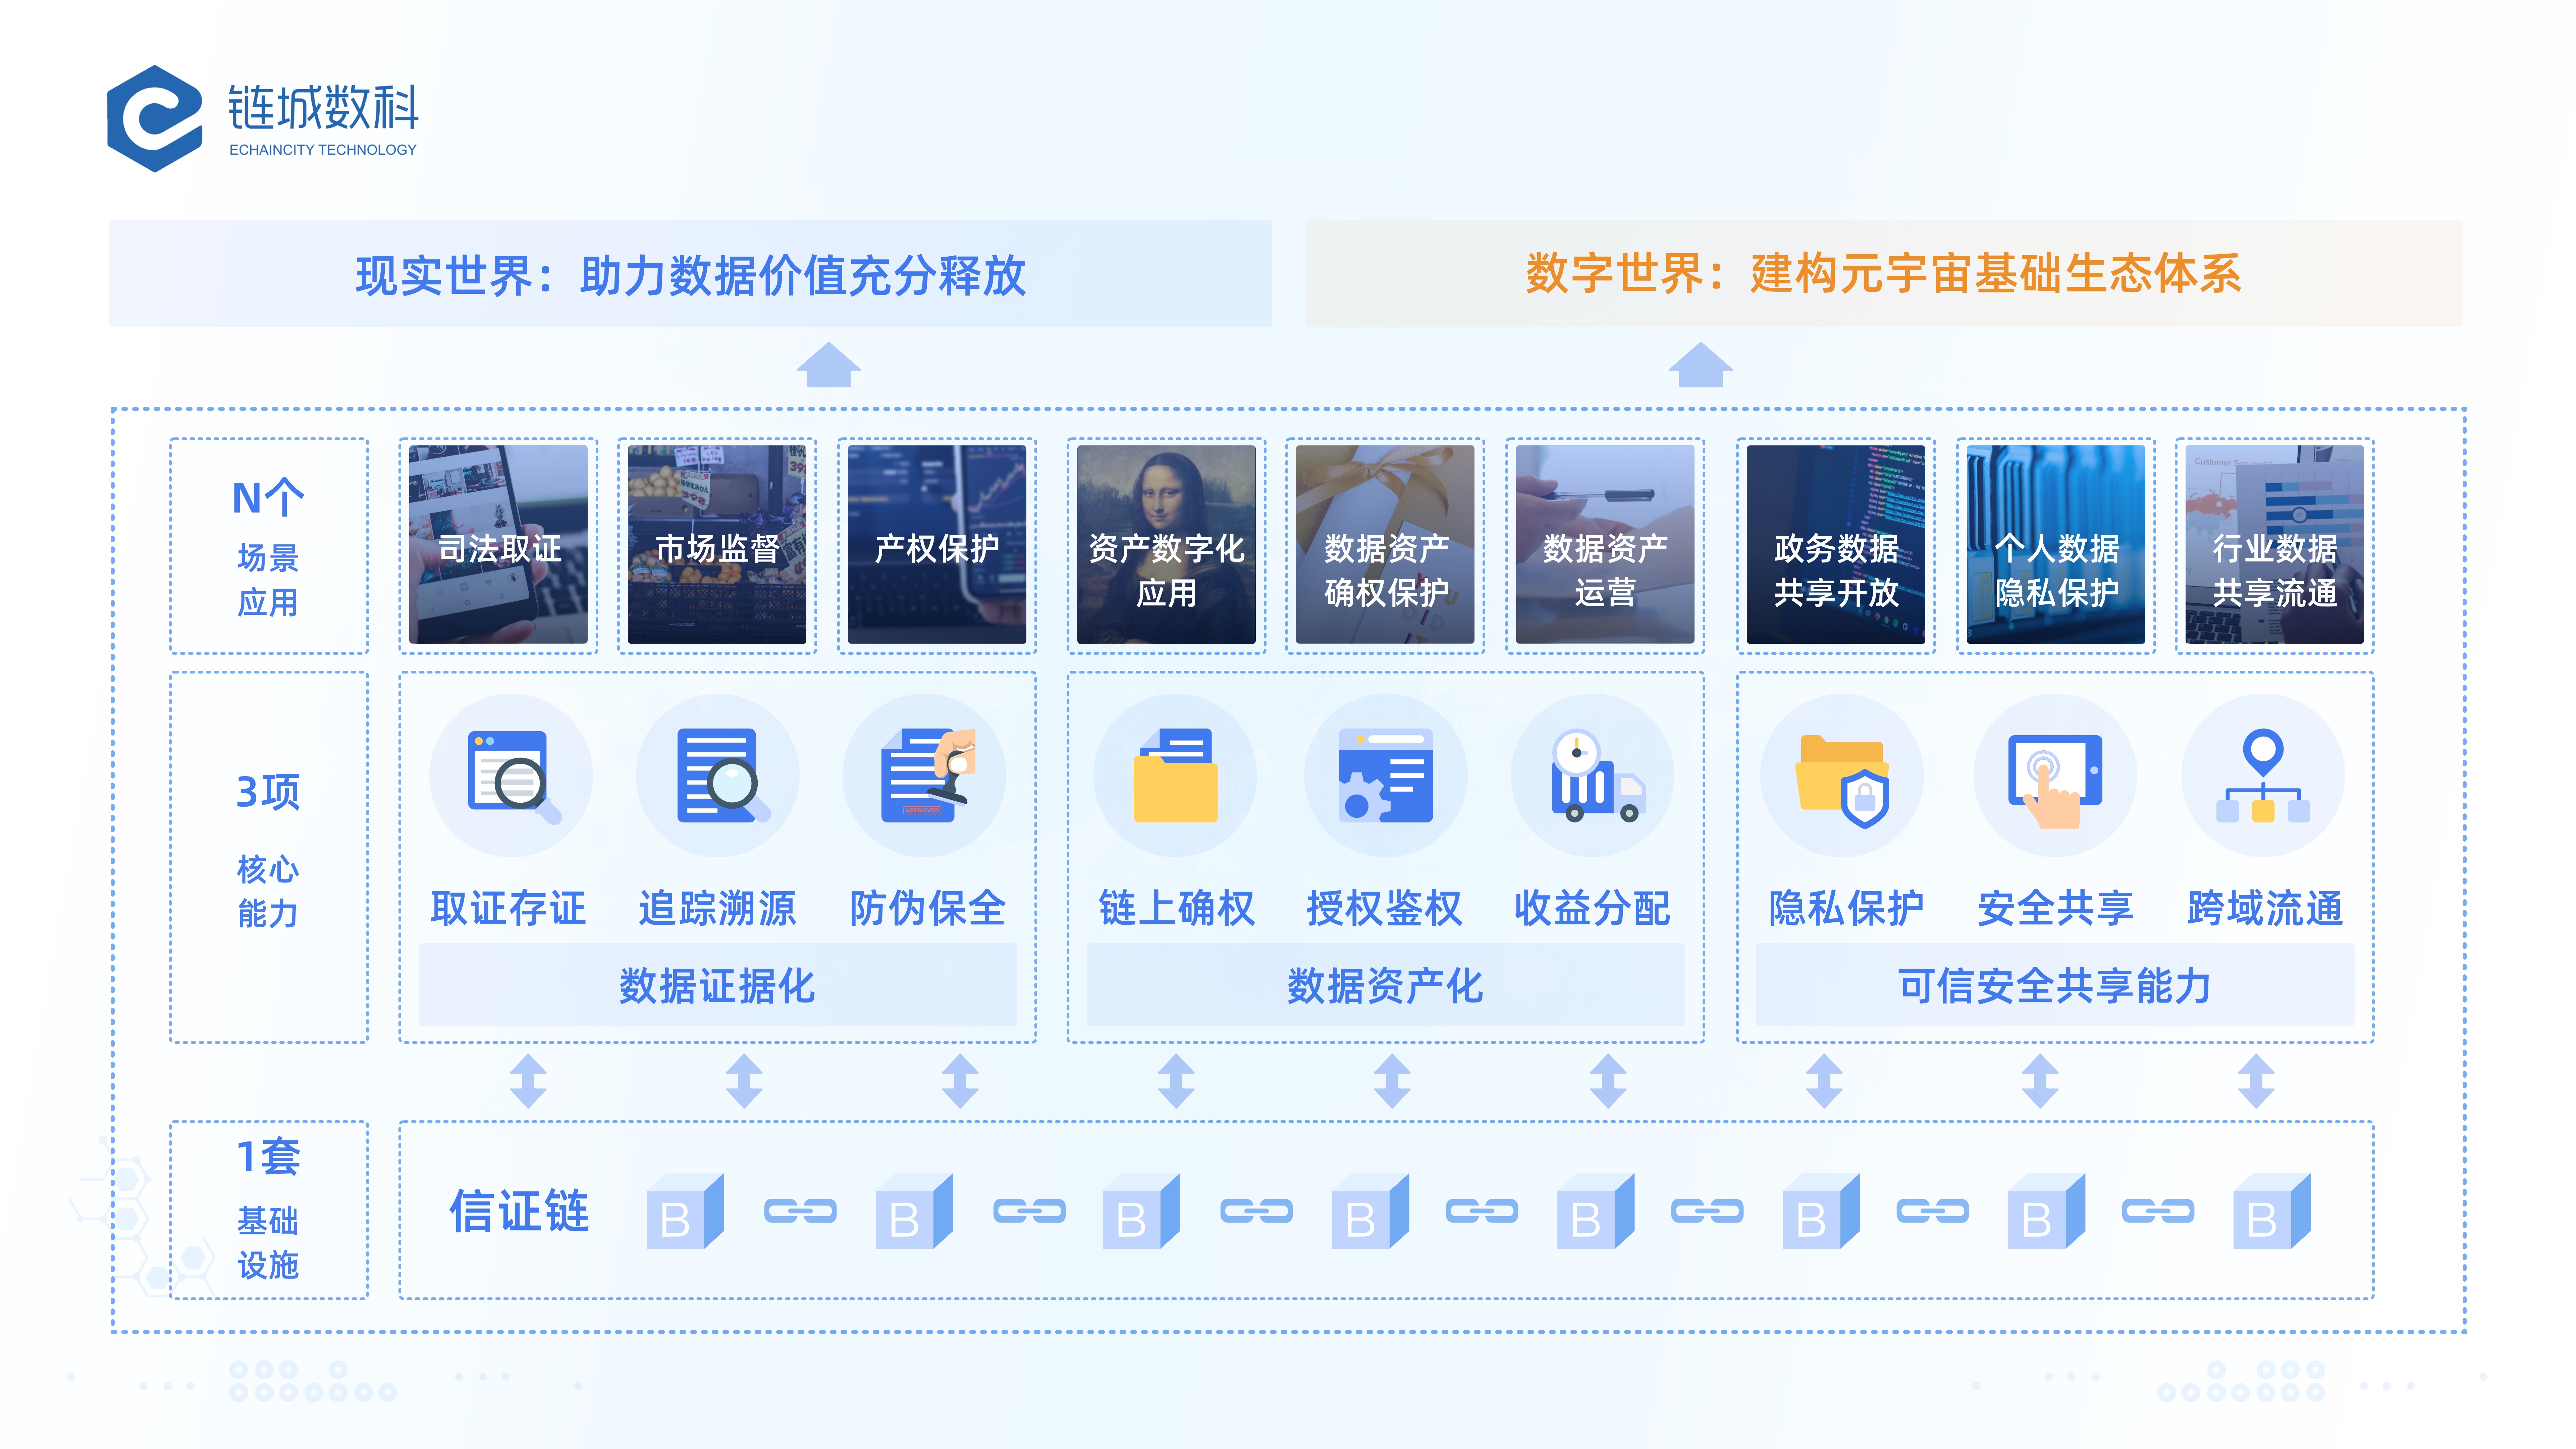 链城数科
ECHAINCITY TECHNOLOGY
现实世界：助力数据价值充分释放
数字世界：建构元宇宙基础生态体系
N个
场景
应用
司法取证
市场监督
产权保护
资产数字化
应用
数据资产
确权保护
数据资产
运营
政务数据
共享开放
个人数据
隐私保护
行业数据
共享流通
3项
核心
能力
APPROVED
取证存证
追踪溯源
防伪保全
链上确权
授权鉴权
收益分配
隐私保护
安全共享
跨域流通
数据证据化
数据资产化
可信安全共享能力
1套
基础
设施
信证链
B
B
B
B
B
B
B
B